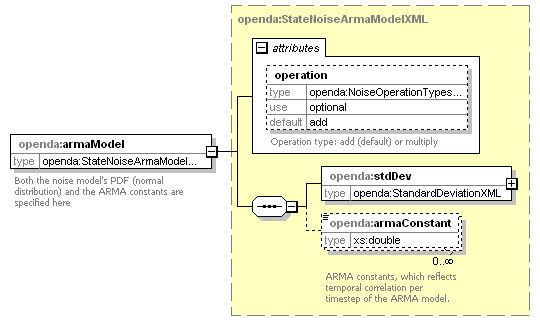 openda:StateNoiseArmaModelXML
attributes
operation
type openda:NoiseOperationTypes...
use optional
default add
Operation type: add (default) or multiply
openda:armaModel
type openda:StateNoiseArmaModel...
Both the noise model's PDF (normal
distribution) and the ARMA constants are
specified here
openda:stdDev
type openda:StandardDeviationXML
openda:armaConstant
type xs:double
0..∞
ARMA constants, which reflects
temporal correlation per
timestep of the ARMA model.